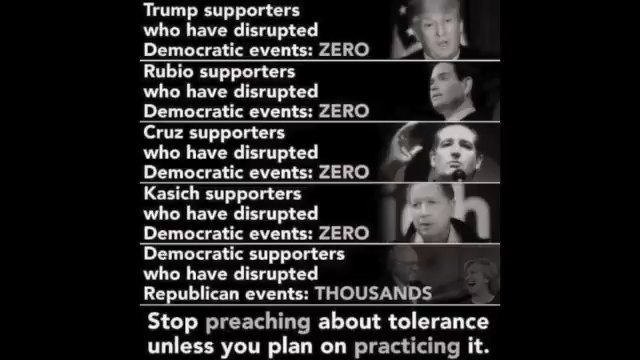 Trump supporters
who have disrupted
Democratic events: ZERO
Rubio supporters
who have disrupted
Democratic events: ZERO
Cruz supporters
who have disrupted
Democratic events: ZERO
Kasich supporters
who have disrupted
Democratic events: ZERO
Democratic supporters
who have disrupted
Republican events: THOUSANDS
Stop preaching about tolerance
unless you plan on practicing it.